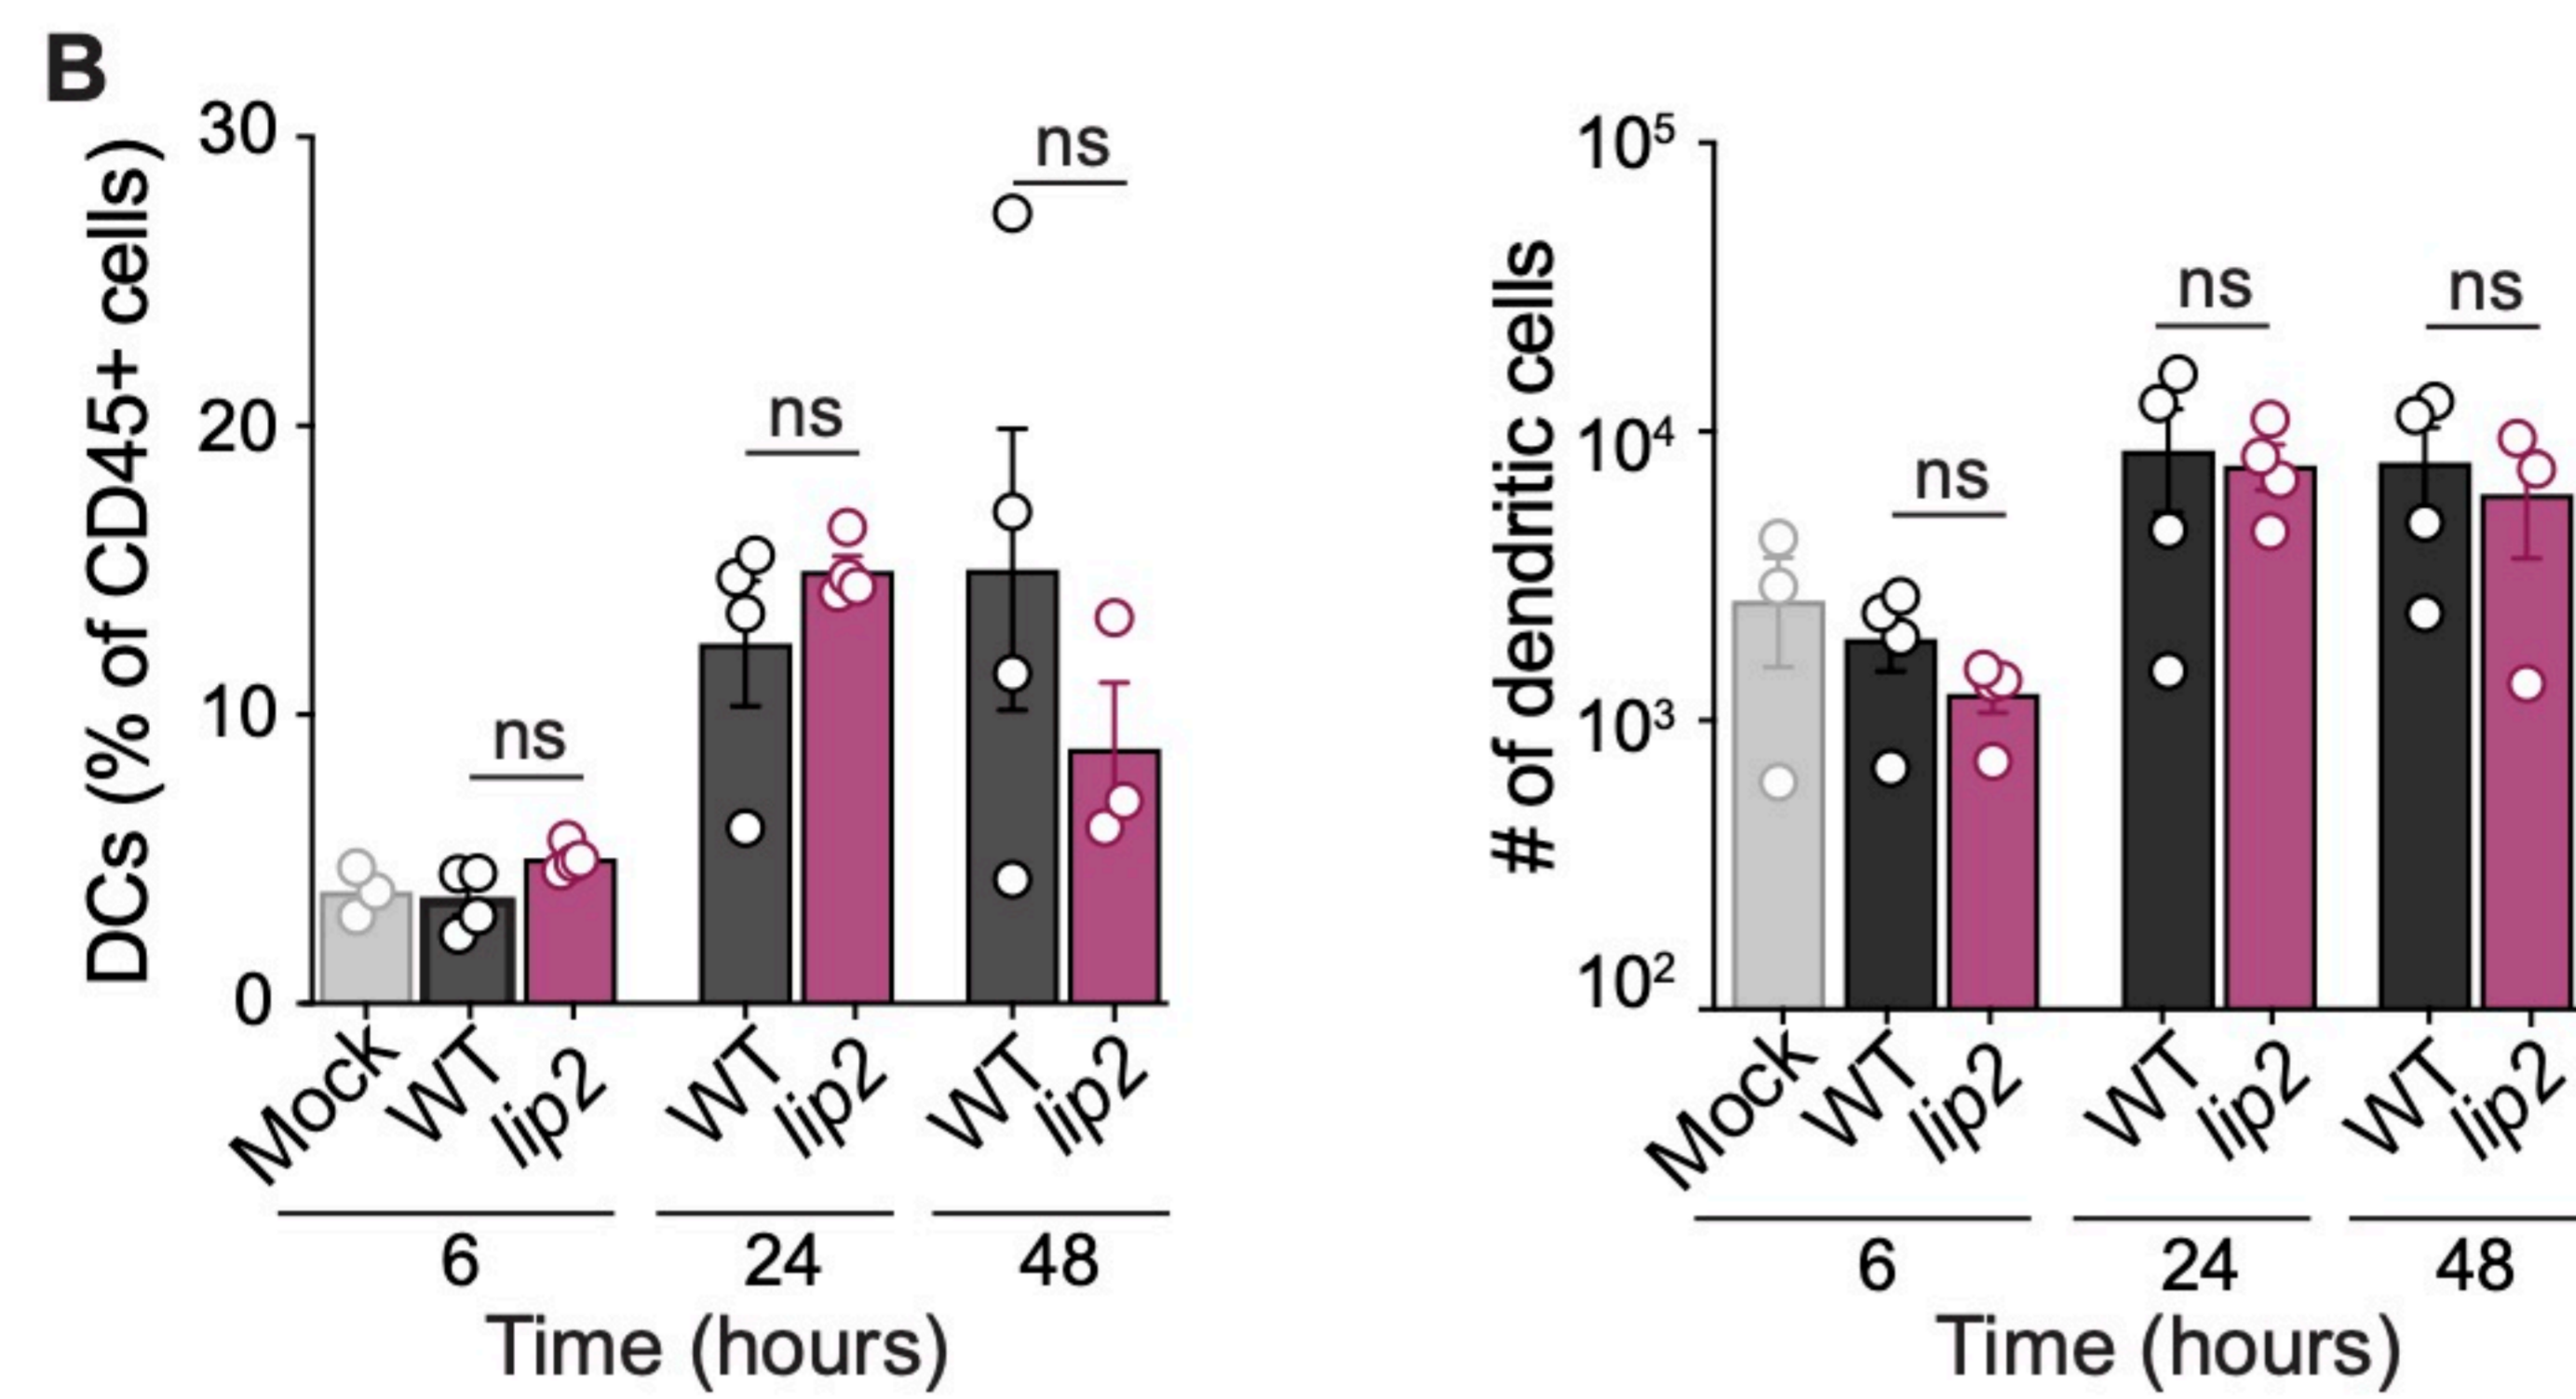 B
DCs (% of CD45+ cells)
30
20
10
0
ns
ns
ns
Mock
WT
lip2
WT
lip2
WT
lip2
6
24
48
Time (hours)
# of dendritic cells
10⁵
10⁴
10³
10²
ns
ns
ns
Mock
WT
lip2
WT
lip2
WT
lip2
6
24
48
Time (hours)